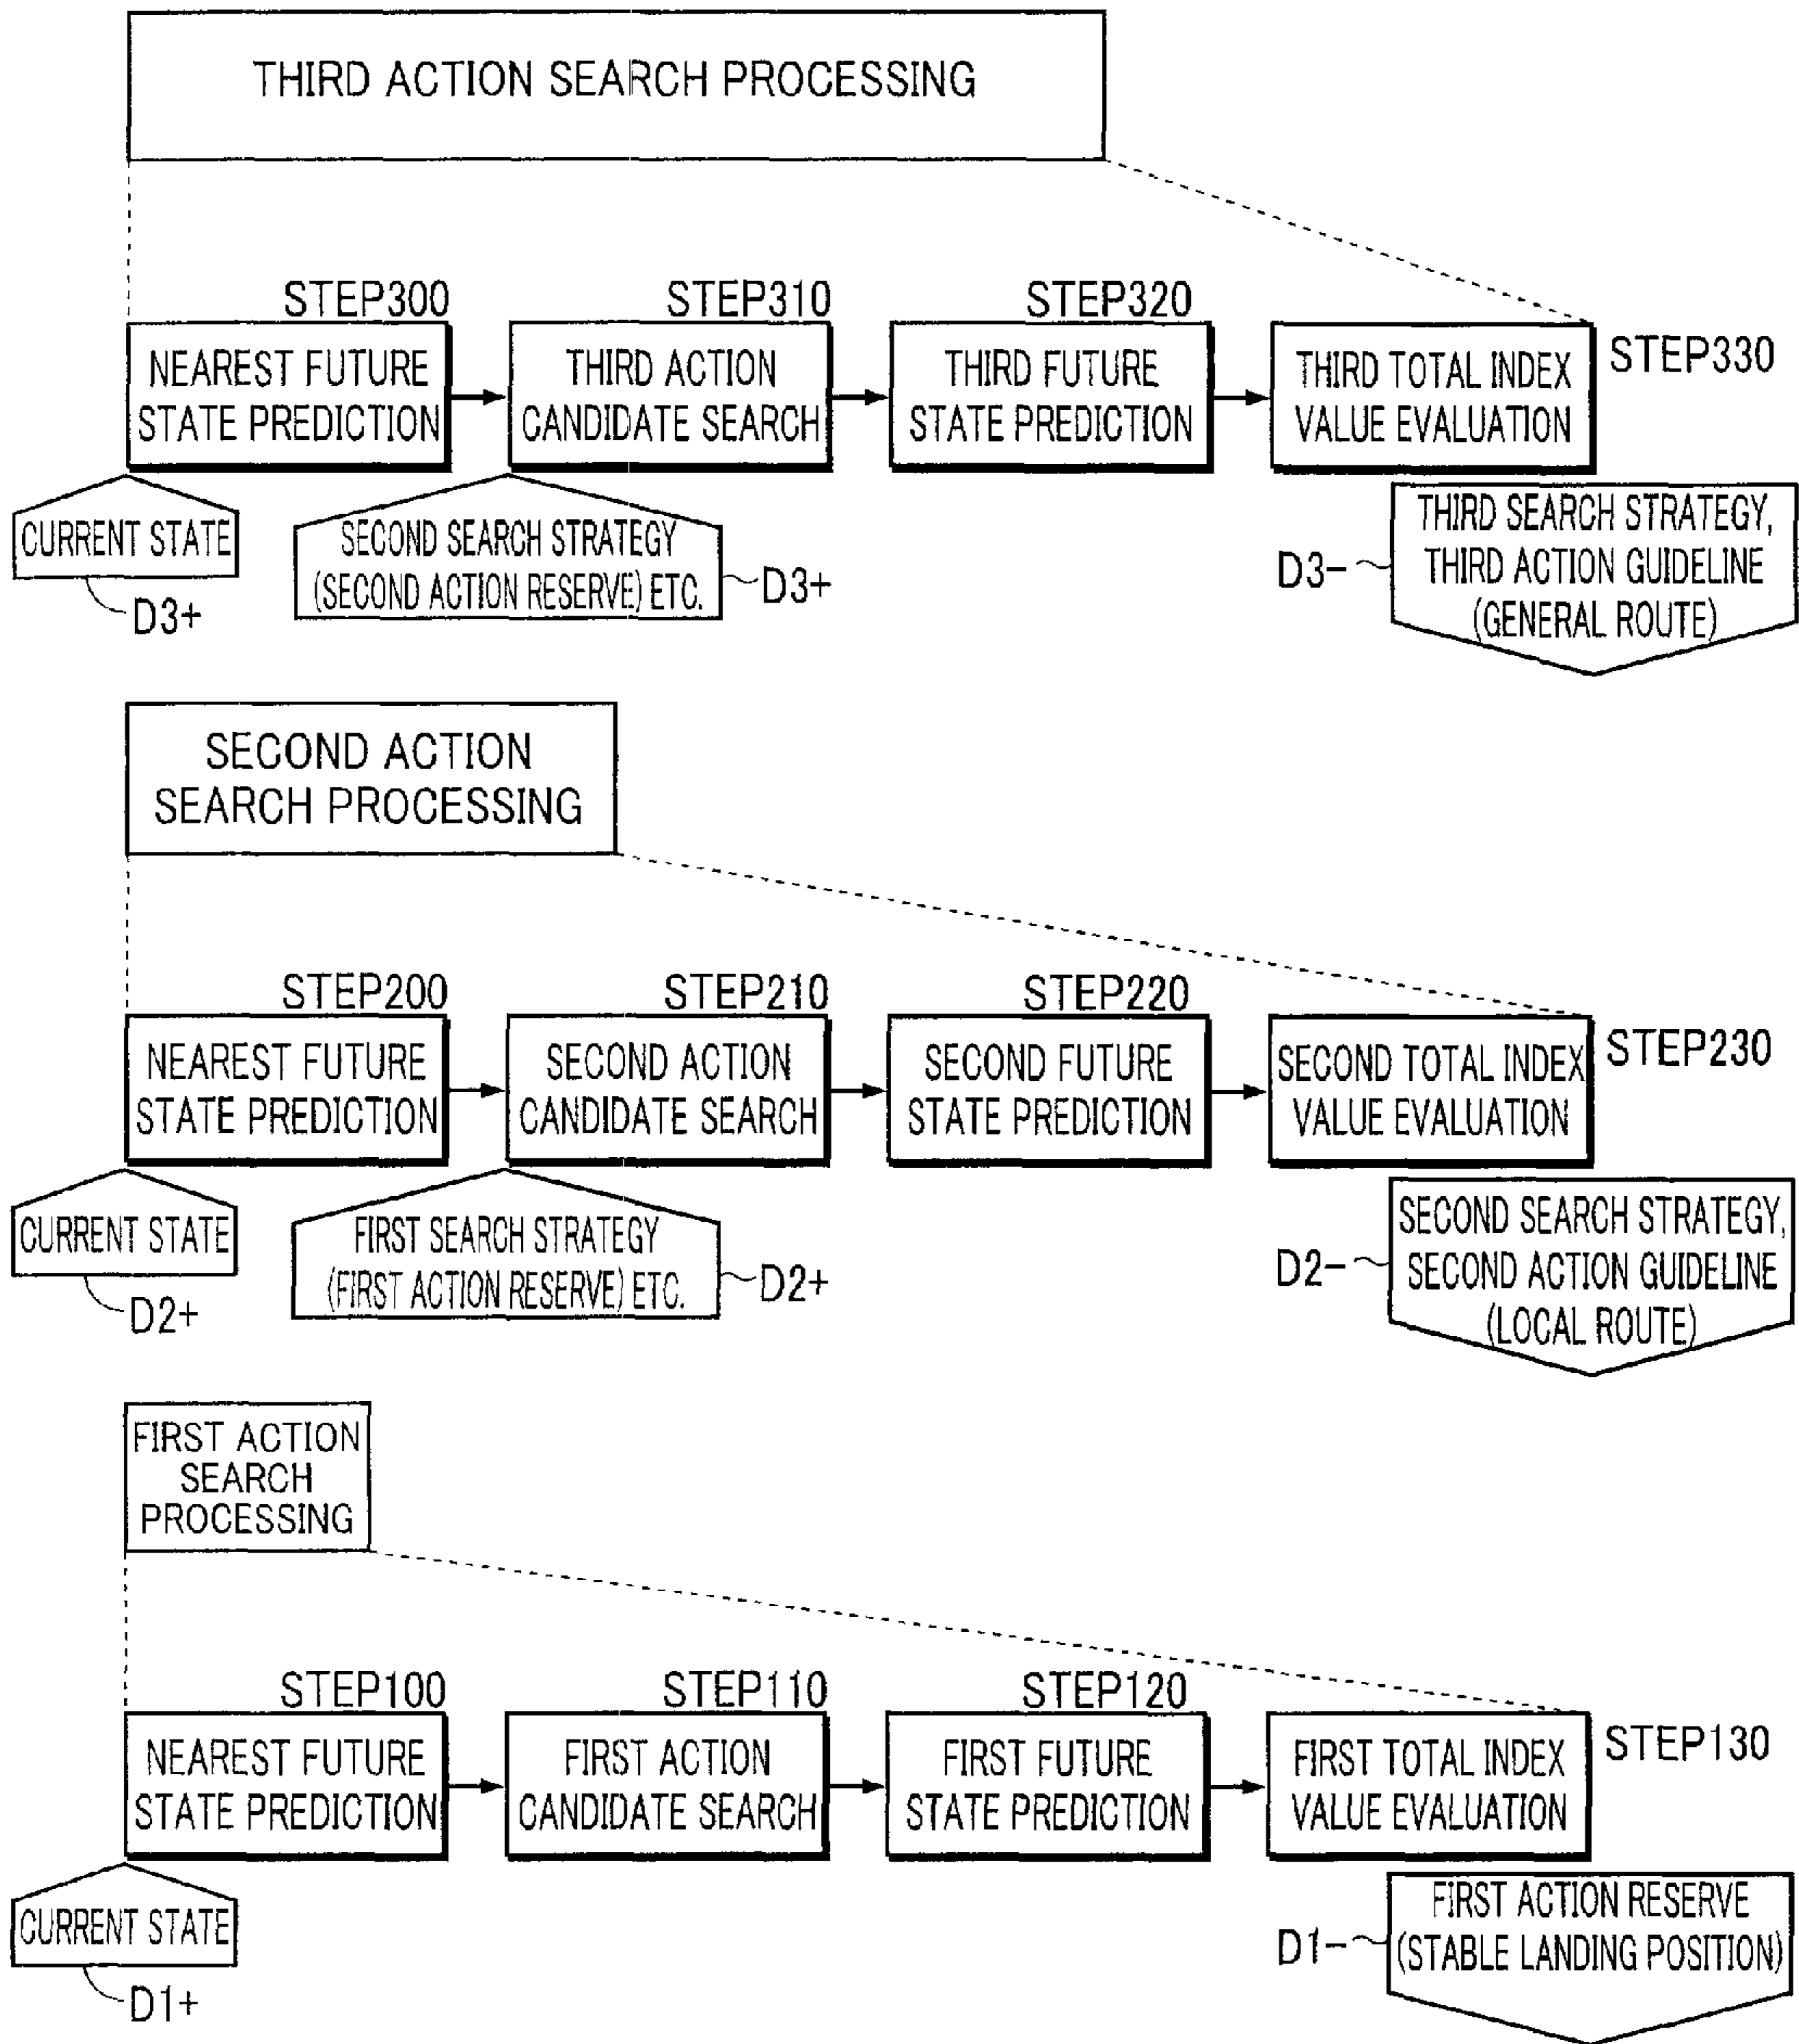 THIRD ACTION SEARCH PROCESSING
STEP300
NEAREST FUTURE
STATE PREDICTION
STEP310
THIRD ACTION
CANDIDATE SEARCH
STEP320
THIRD FUTURE
STATE PREDICTION
STEP330
THIRD TOTAL INDEX
VALUE EVALUATION
CURRENT STATE
D3+
SECOND SEARCH STRATEGY
(SECOND ACTION RESERVE) ETC.
D3+
D3-
THIRD SEARCH STRATEGY,
THIRD ACTION GUIDELINE
(GENERAL ROUTE)
SECOND ACTION
SEARCH PROCESSING
STEP200
NEAREST FUTURE
STATE PREDICTION
STEP210
SECOND ACTION
CANDIDATE SEARCH
STEP220
SECOND FUTURE
STATE PREDICTION
STEP230
SECOND TOTAL INDEX
VALUE EVALUATION
CURRENT STATE
D2+
FIRST SEARCH STRATEGY
(FIRST ACTION RESERVE) ETC.
D2+
D2-
SECOND SEARCH STRATEGY,
SECOND ACTION GUIDELINE
(LOCAL ROUTE)
FIRST ACTION
SEARCH
PROCESSING
STEP100
NEAREST FUTURE
STATE PREDICTION
STEP110
FIRST ACTION
CANDIDATE SEARCH
STEP120
FIRST FUTURE
STATE PREDICTION
STEP130
FIRST TOTAL INDEX
VALUE EVALUATION
CURRENT STATE
D1+
D1-
FIRST ACTION RESERVE
(STABLE LANDING POSITION)